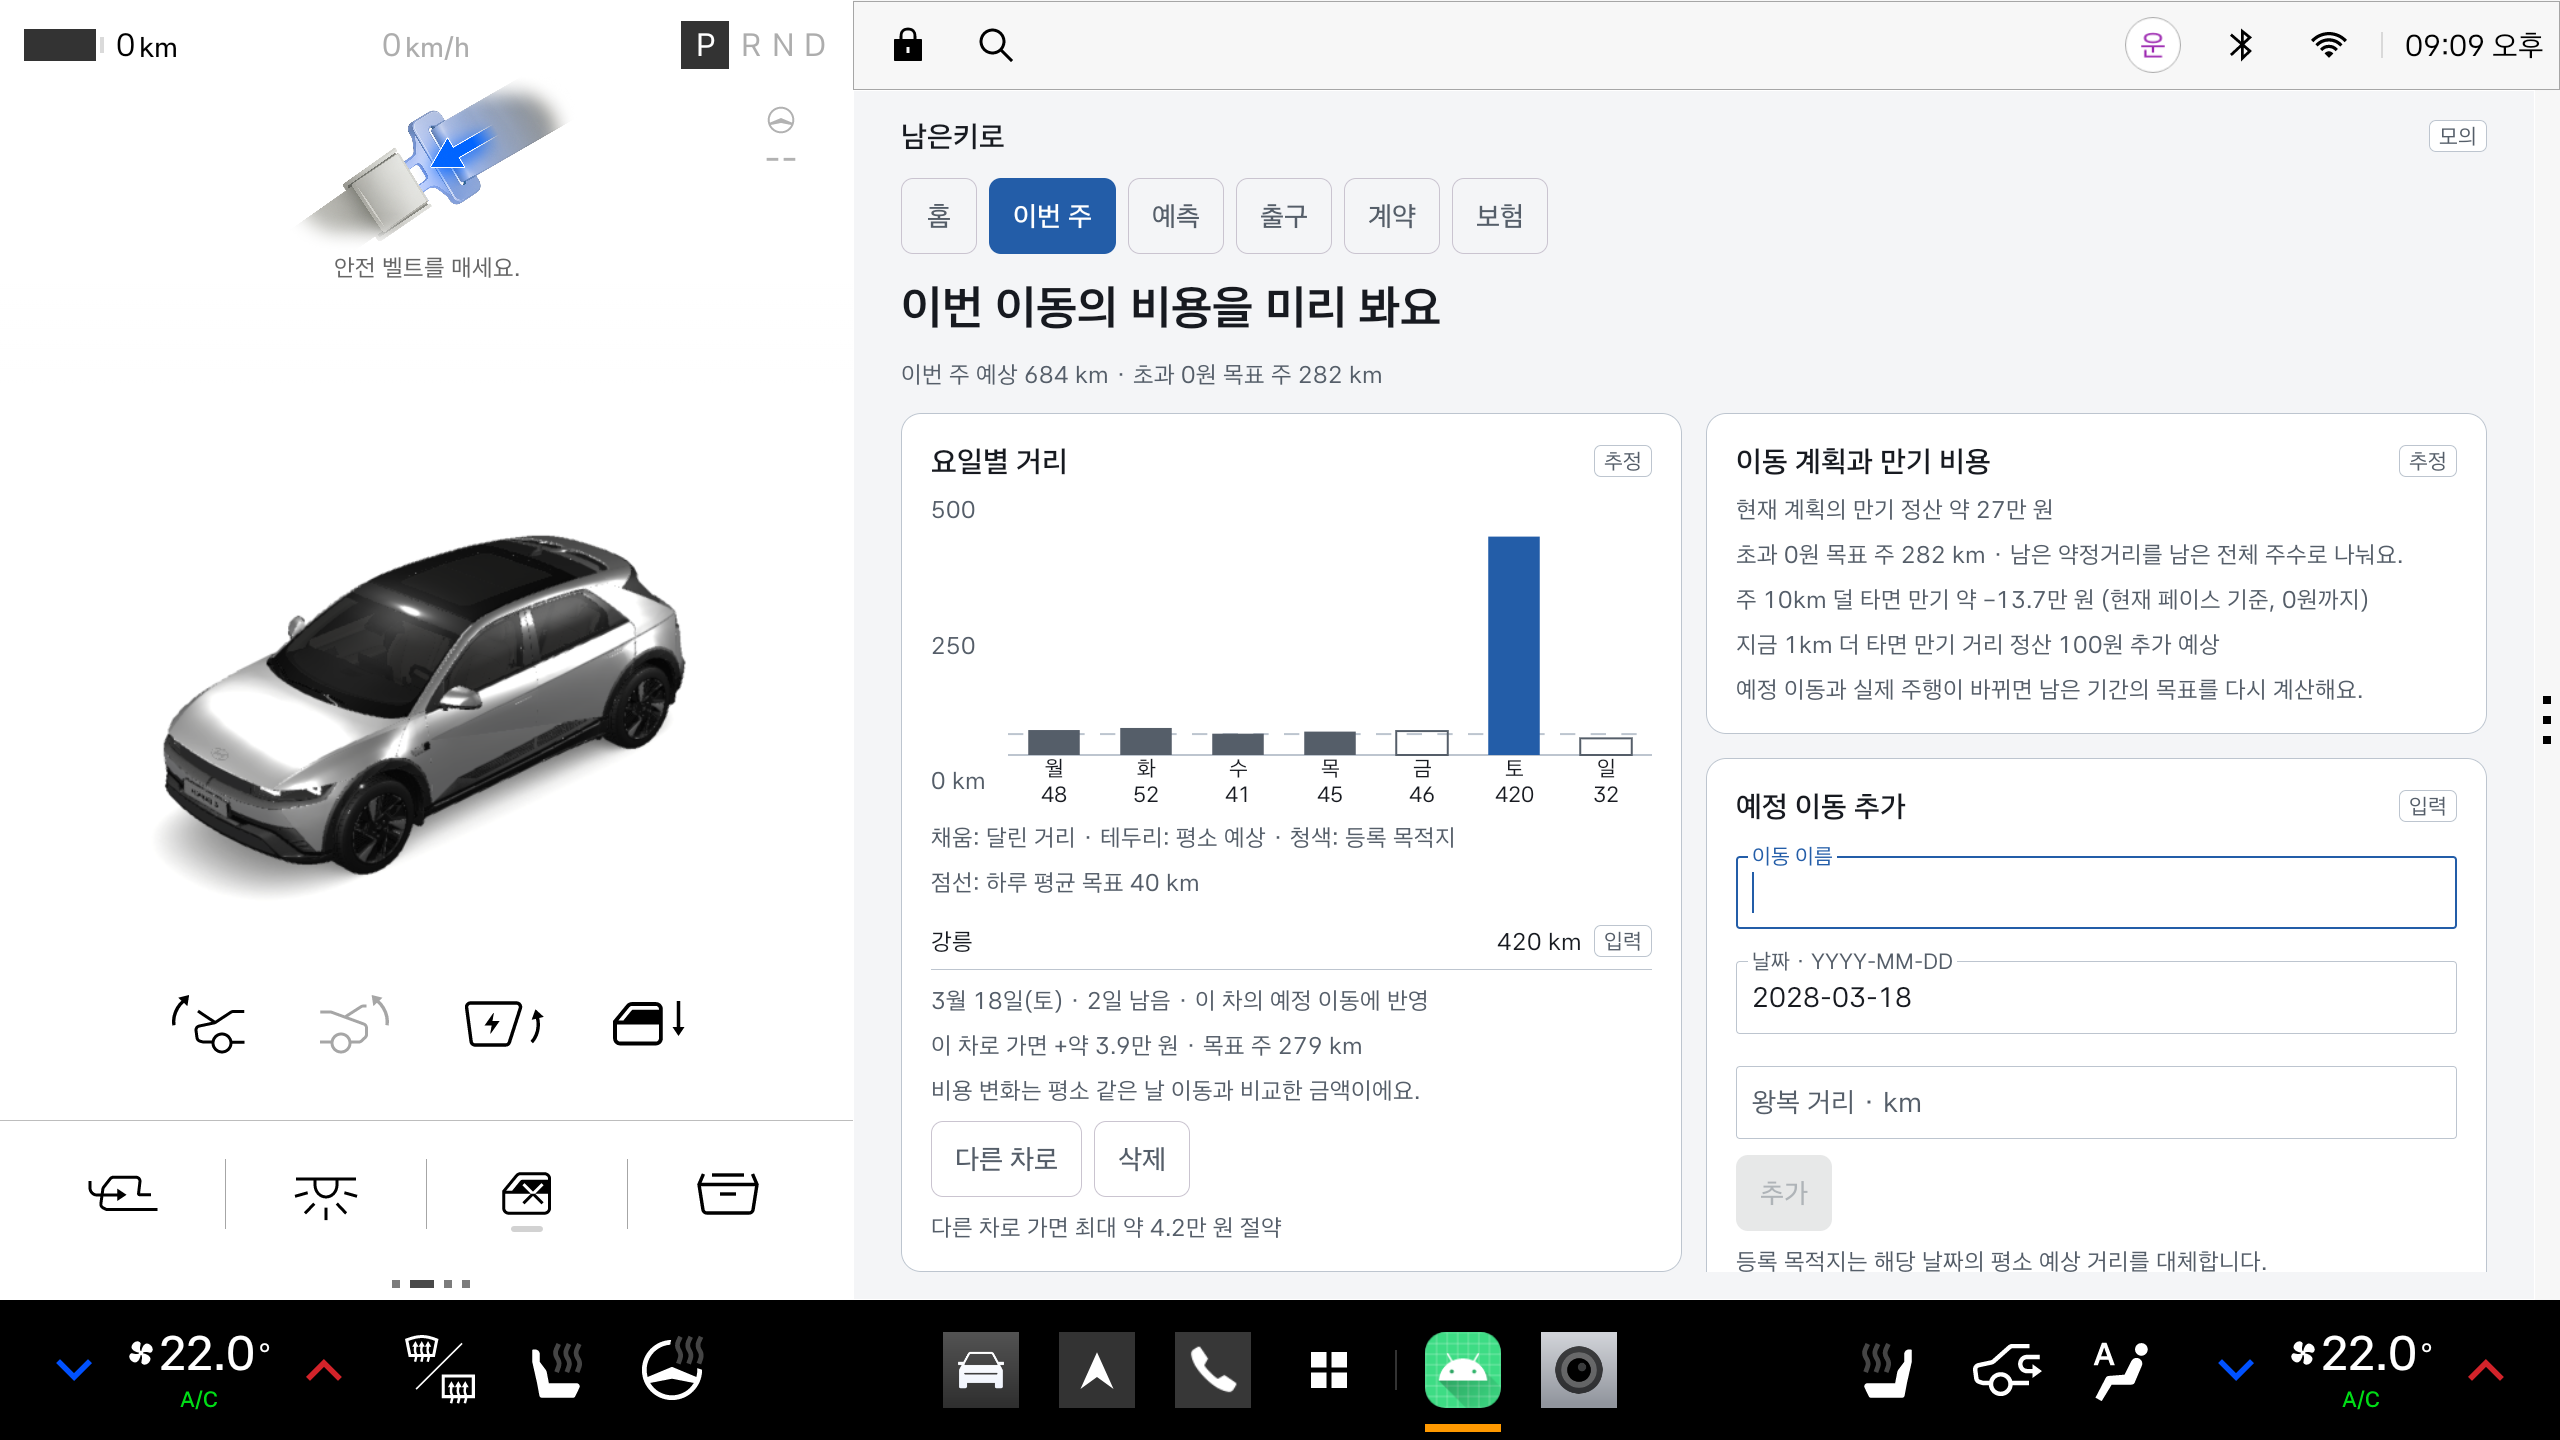 0 km
0 km/h
P R N D
09:09 오후
운
안전 벨트를 매세요.
남은키로
모의
홈
이번 주
예측
출구
계약
보험
이번 이동의 비용을 미리 봐요
이번 주 예상 684 km · 초과 0원 목표 주 282 km
요일별 거리
추정
500
250
0 km
월 화 수 목 금 토 일
48 52 41 45 46 420 32
채움: 달린 거리 · 테두리: 평소 예상 · 청색: 등록 목적지
점선: 하루 평균 목표 40 km
강릉
420 km
입력
3월 18일(토) · 2일 남음 · 이 차의 예정 이동에 반영
이 차로 가면 +약 3.9만 원 · 목표 주 279 km
비용 변화는 평소 같은 날 이동과 비교한 금액이에요.
다른 차로
삭제
다른 차로 가면 최대 약 4.2만 원 절약
이동 계획과 만기 비용
추정
현재 계획의 만기 정산 약 27만 원
초과 0원 목표 주 282 km · 남은 약정거리를 남은 전체 주수로 나눠요.
주 10km 덜 타면 만기 약 −13.7만 원 (현재 페이스 기준, 0원까지)
지금 1km 더 타면 만기 거리 정산 100원 추가 예상
예정 이동과 실제 주행이 바뀌면 남은 기간의 목표를 다시 계산해요.
예정 이동 추가
입력
이동 이름
날짜 · YYYY-MM-DD
2028-03-18
왕복 거리 · km
추가
등록 목적지는 해당 날짜의 평소 예상 거리를 대체합니다.
22.0°
A/C
A
22.0°
A/C